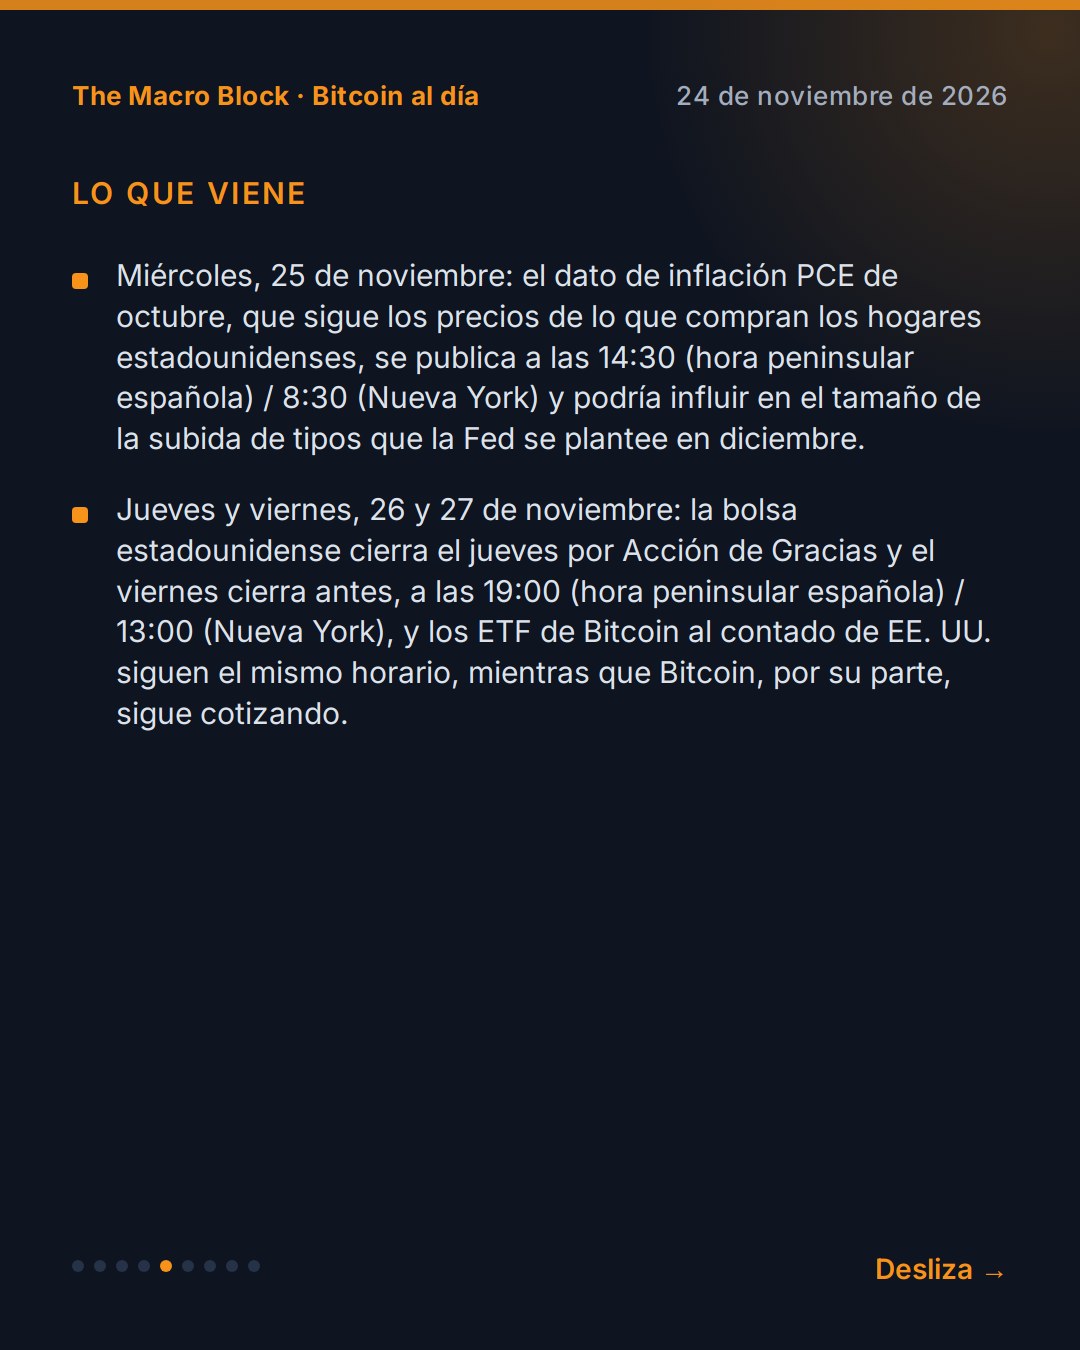 The Macro Block · Bitcoin al día
24 de noviembre de 2026
LO QUE VIENE
Miércoles, 25 de noviembre: el dato de inflación PCE de
octubre, que sigue los precios de lo que compran los hogares
estadounidenses, se publica a las 14:30 (hora peninsular
española) / 8:30 (Nueva York) y podría influir en el tamaño de
la subida de tipos que la Fed se plantee en diciembre.
Jueves y viernes, 26 y 27 de noviembre: la bolsa
estadounidense cierra el jueves por Acción de Gracias y el
viernes cierra antes, a las 19:00 (hora peninsular española) /
13:00 (Nueva York), y los ETF de Bitcoin al contado de EE. UU.
siguen el mismo horario, mientras que Bitcoin, por su parte,
sigue cotizando.
Desliza →